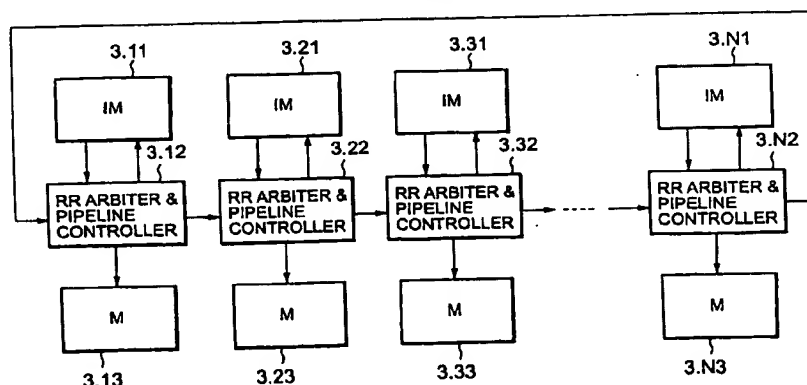 3.11 3.21 3.31 3.N1
IM IM IM IM
3.12 3.22 3.32 3.N2
RR ARBITER & PIPELINE CONTROLLER
RR ARBITER & PIPELINE CONTROLLER
RR ARBITER & PIPELINE CONTROLLER
RR ARBITER & PIPELINE CONTROLLER
M M M M
3.13 3.23 3.33 3.N3